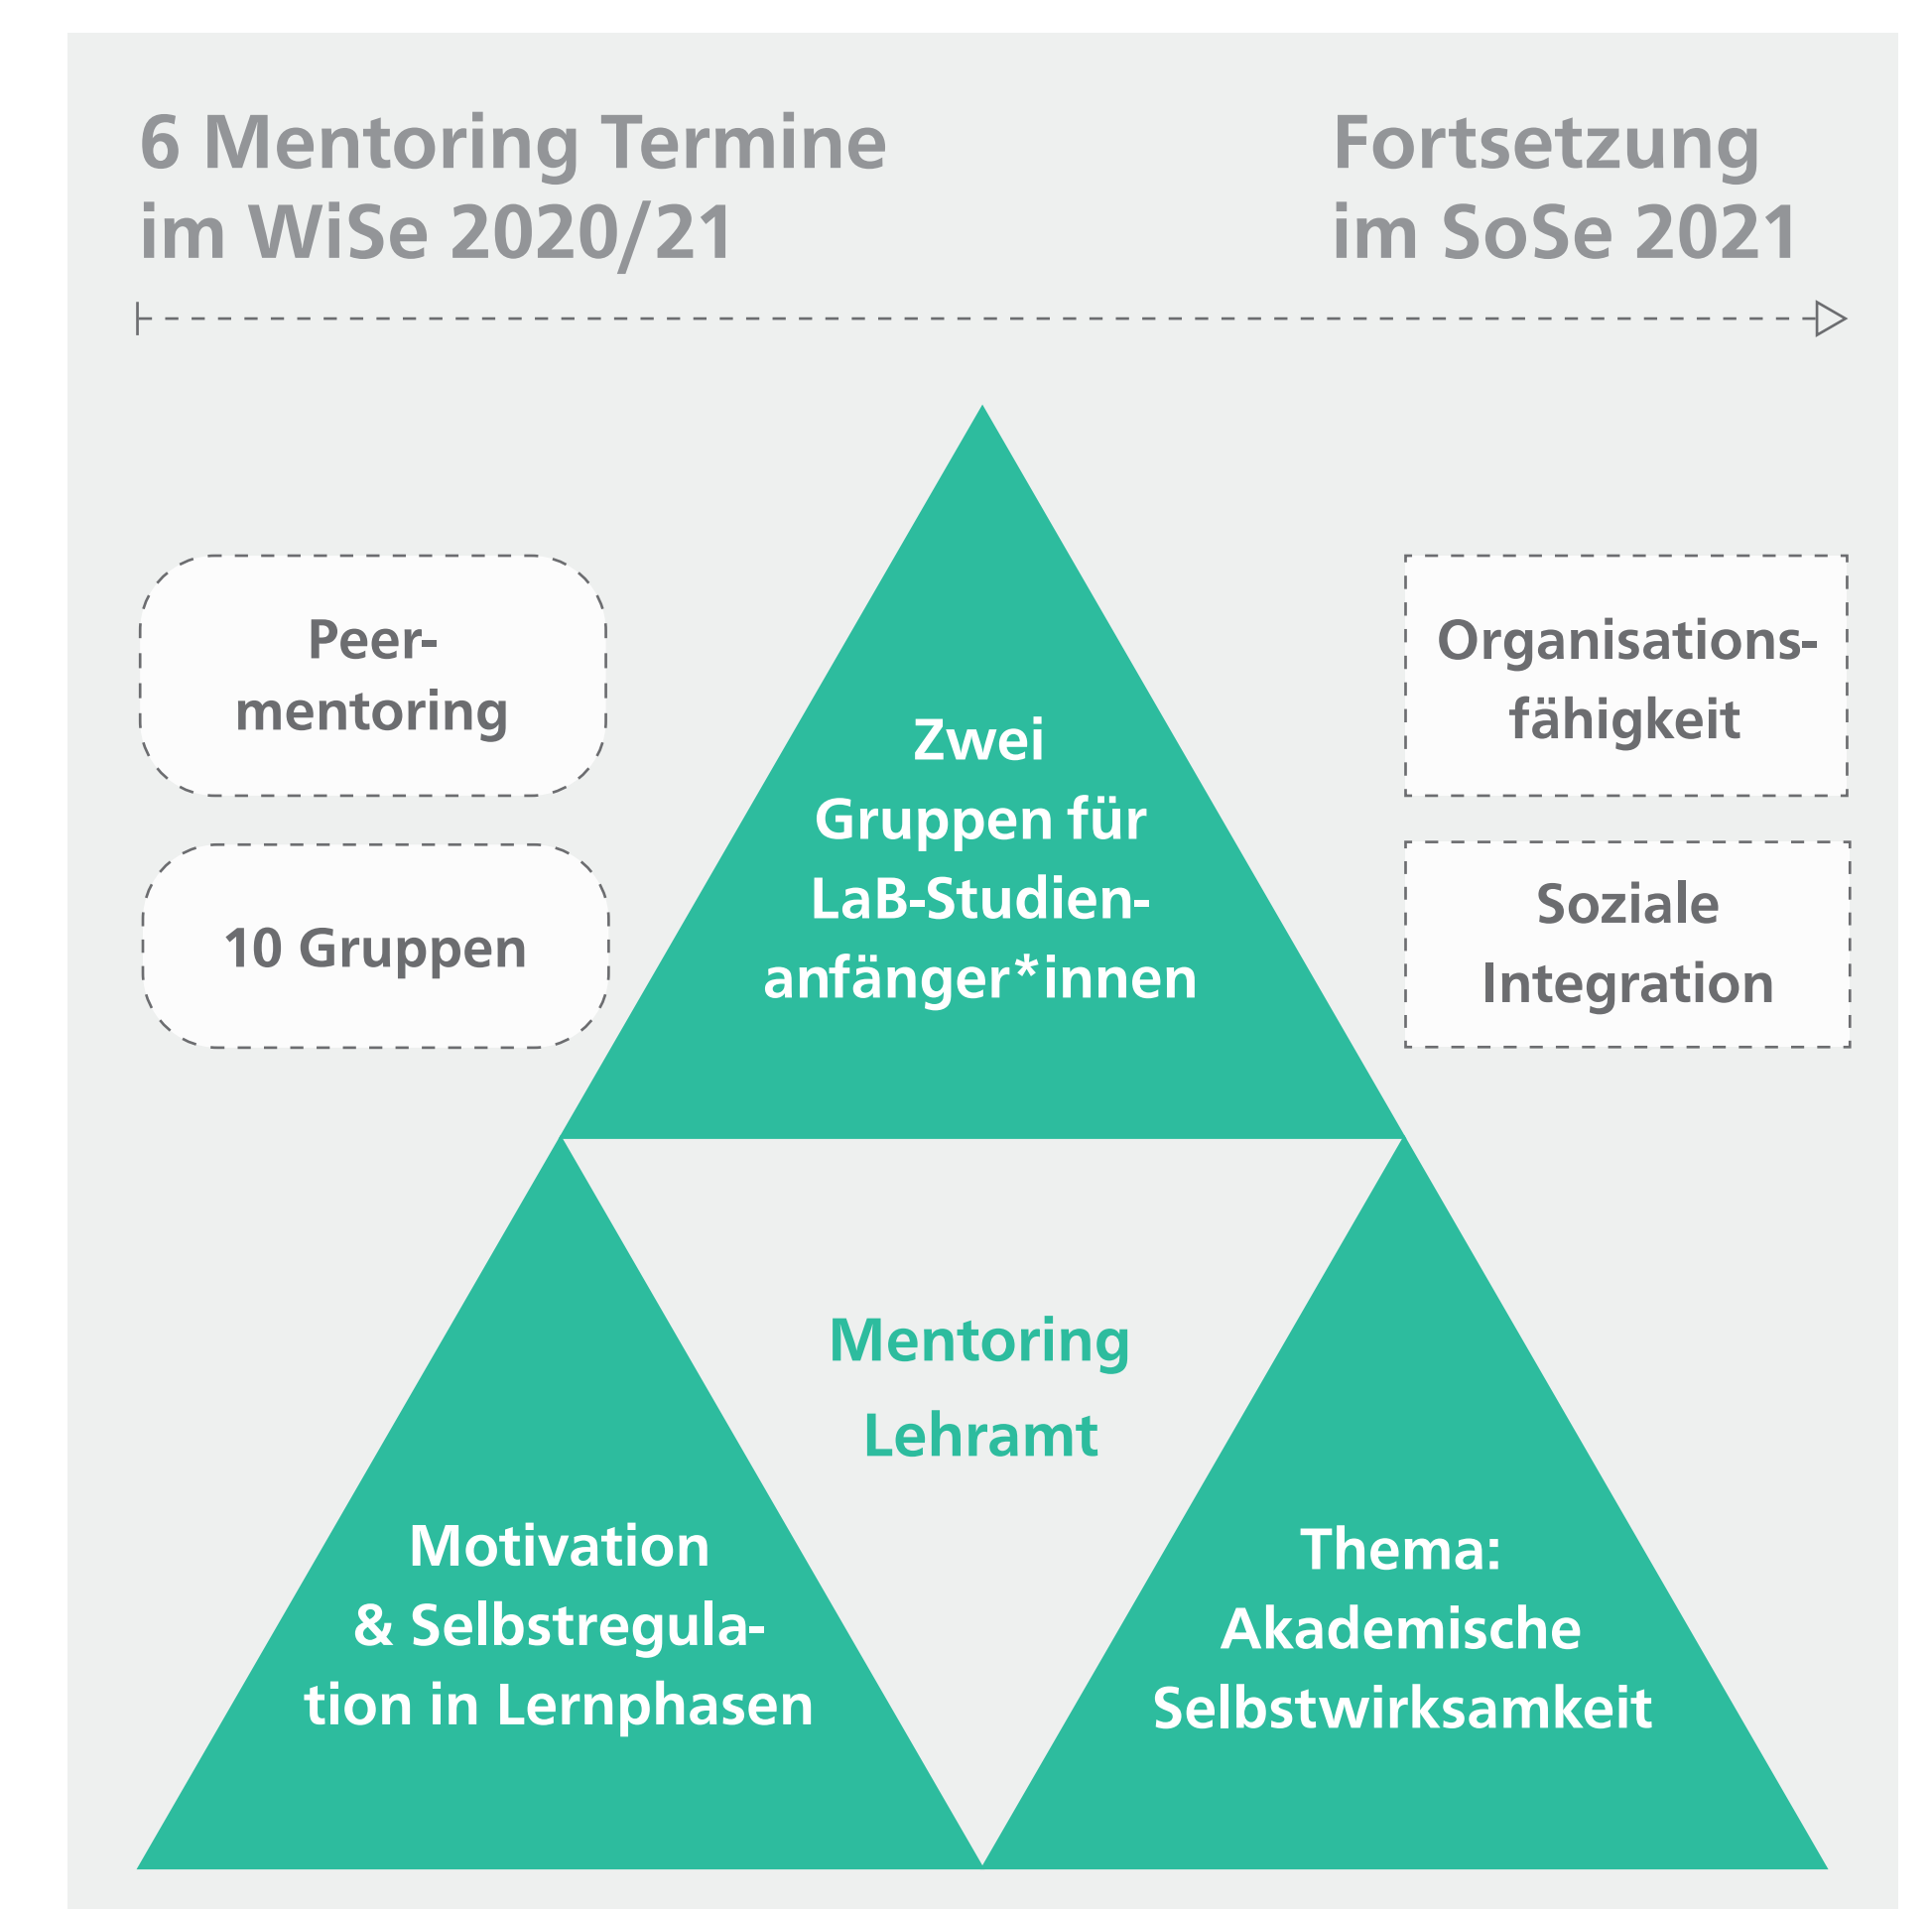 6 Mentoring Termine
im WiSe 2020/21
Fortsetzung
im SoSe 2021
Peer-
mentoring
10 Gruppen
Zwei
Gruppen für
LaB-Studien-
anfänger*innen
Organisations-
fähigkeit
Soziale
Integration
Mentoring
Lehramt
Motivation
& Selbstregula-
tion in Lernphasen
Thema:
Akademische
Selbstwirksamkeit